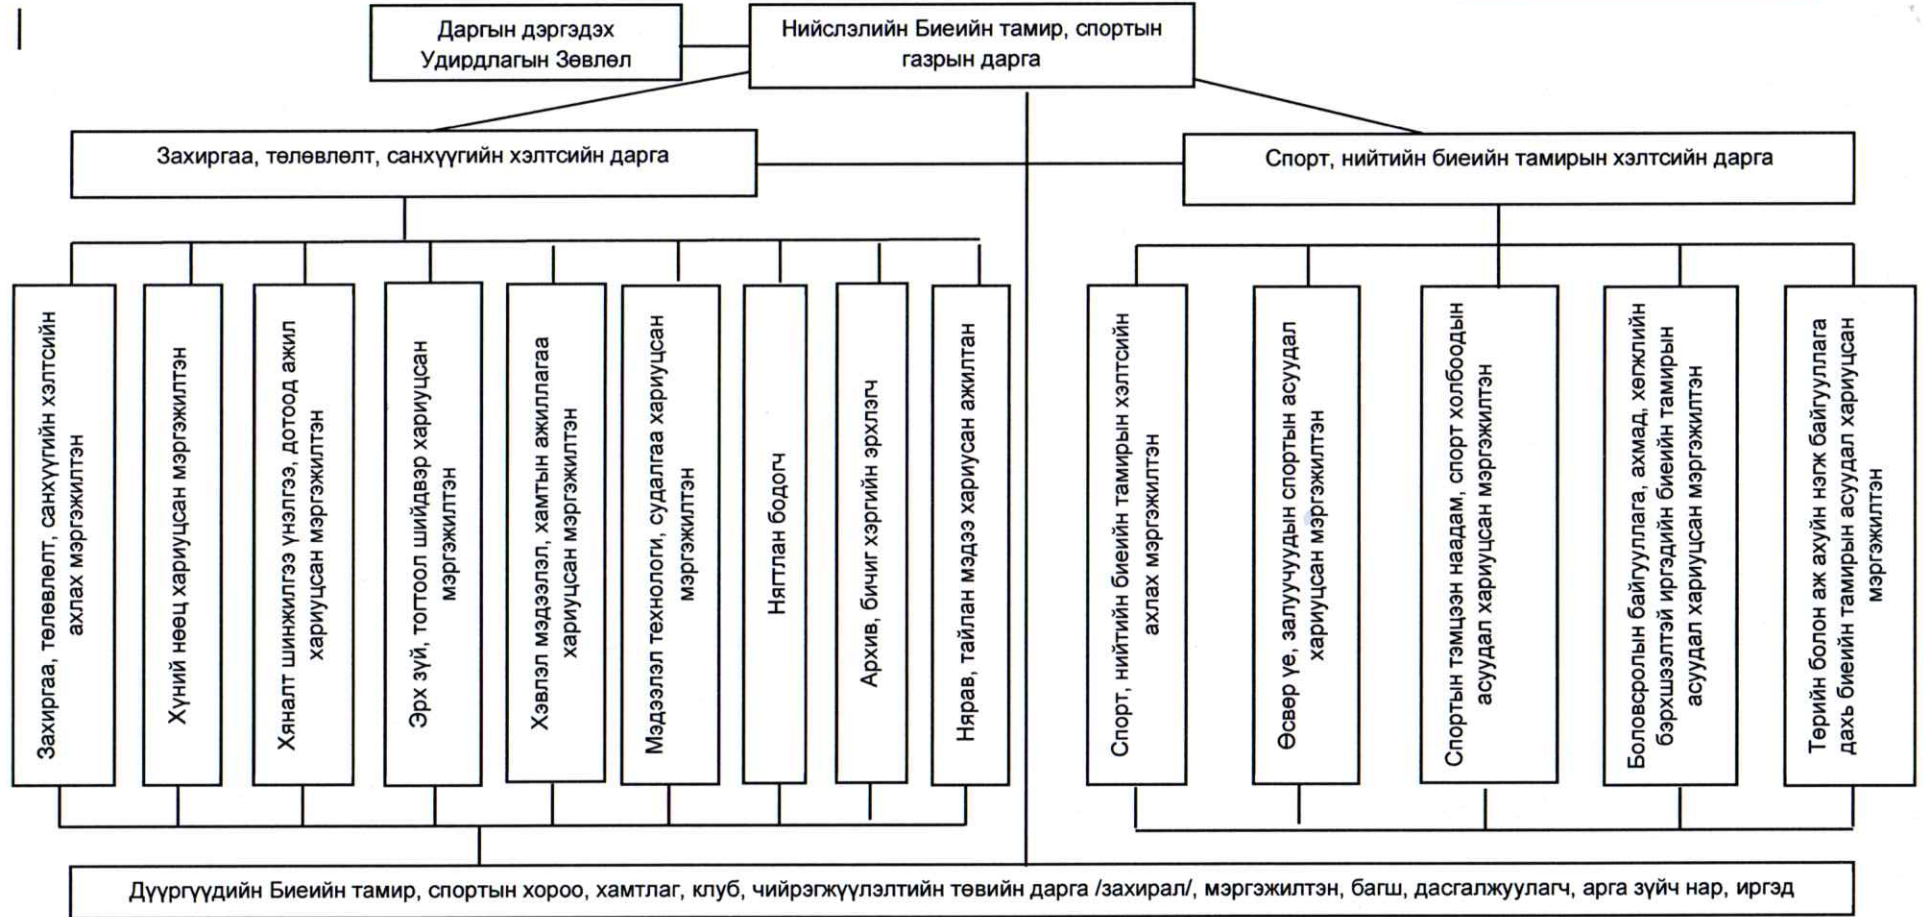 Даргын дэргэдэх
Удирдлагын Зөвлөл
Нийслэлийн Биеийн тамир, спортын
газрын дарга
Захиргаа, төлөвлөлт, санхүүгийн хэлтсийн дарга
Спорт, нийтийн биеийн тамирын хэлтсийн дарга
Захиргаа, төлөвлөлт, санхүүгийн хэлтсийн
ахлах мэргэжилтэн
Хүний нөөц хариуцсан мэргэжилтэн
Хяналт шинжилгээ үнэлгээ, дотоод ажил
хариуцсан мэргэжилтэн
Эрх зүй, тогтоол шийдвэр хариуцсан
мэргэжилтэн
Хэвлэл мэдээлэл, хамтын ажиллагаа
хариуцсан мэргэжилтэн
Мэдээлэл технологи, судалгаа хариуцсан
мэргэжилтэн
Нягтлан бодогч
Архив, бичиг хэргийн эрхлэгч
Нярав, тайлан мэдээ хариусан ажилтан
Спорт, нийтийн биеийн тамирын хэлтсийн
ахлах мэргэжилтэн
Өсвөр үе, залуучуудын спортын асуудал
хариуцсан мэргэжилтэн
Спортын тэмцээн наадам, спорт холбоодын
асуудал хариуцсан мэргэжилтэн
Боловсролын байгууллага, ахмад, хөгжлийн
бэрхшээлтэй иргэдийн биеийн тамирын
асуудал хариуцсан мэргэжилтэн
Төрийн болон аж ахуйн нэгж байгууллага
дахь биеийн тамирын асуудал хариуцсан
мэргэжилтэн
Дүүргүүдийн Биеийн тамир, спортын хороо, хамтлаг, клуб, чийрэгжүүлэлтийн төвийн дарга /захирал/, мэргэжилтэн, багш, дасгалжуулагч, арга зүйч нар, иргэд